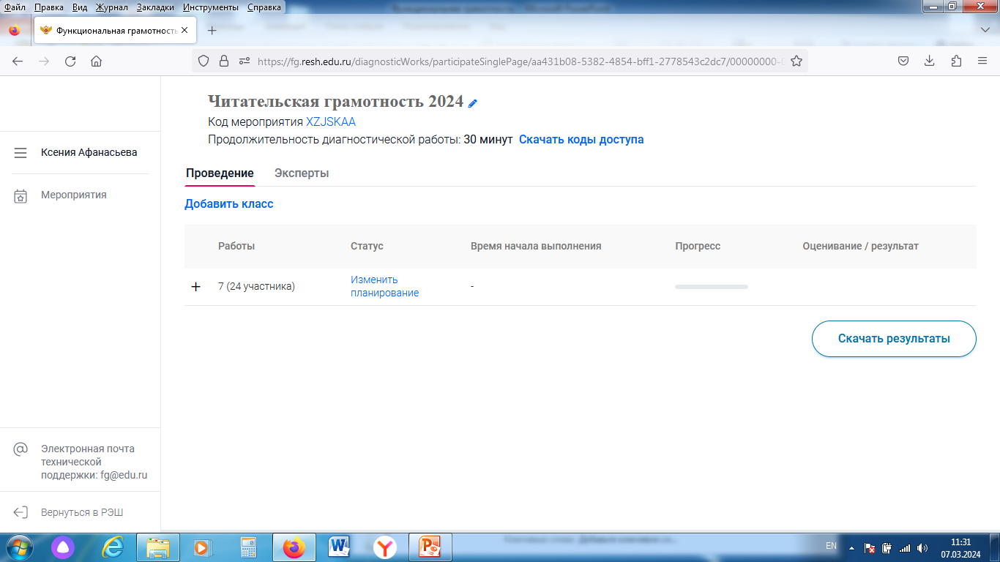 Файл Правка Вид Журнал Закладки Инструменты Справка
Функциональная грамотность
https://fg.resh.edu.ru/diagnosticWorks/participateSinglePage/aa431b08-5382-4854-bff1-2778543c2dc7/00000000-0
Читательская грамотность 2024
Код мероприятия XZJSKAA
Продолжительность диагностической работы: 30 минут Скачать коды доступа
Ксения Афанасьева
Мероприятия
Проведение Эксперты
Добавить класс
Работы Статус Время начала выполнения Прогресс Оценивание / результат
+ 7 (24 участника) Изменить планирование -
Скачать результаты
Электронная почта
технической
поддержки: fg@edu.ru
Вернуться в РЭШ
EN
11:31
07.03.2024